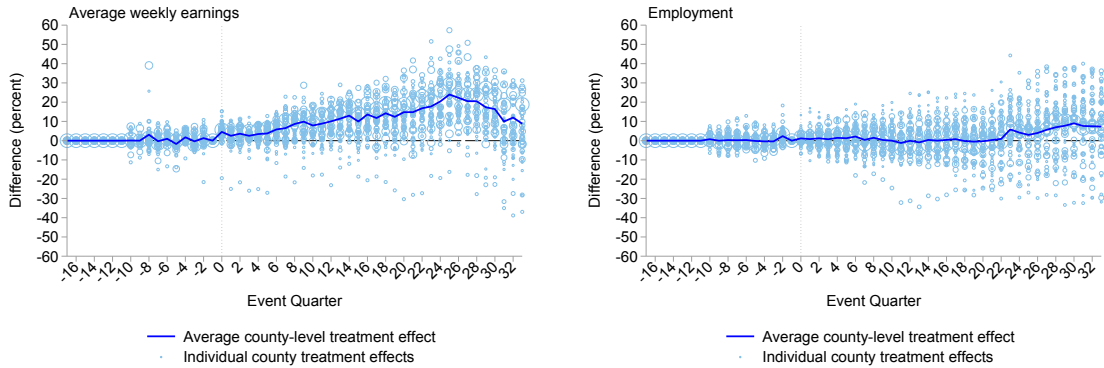 Average weekly earnings
Difference (percent)
60
50
40
30
20
10
0
-10
-20
-30
-40
-50
-60
-16 -14 -12 -10 -8 -6 -4 -2 0 2 4 6 8 10 12 14 16 18 20 22 24 26 28 30 32
Event Quarter
Average county-level treatment effect
Individual county treatment effects
Employment
Difference (percent)
60
50
40
30
20
10
0
-10
-20
-30
-40
-50
-60
-16 -14 -12 -10 -8 -6 -4 -2 0 2 4 6 8 10 12 14 16 18 20 22 24 26 28 30 32
Event Quarter
Average county-level treatment effect
Individual county treatment effects